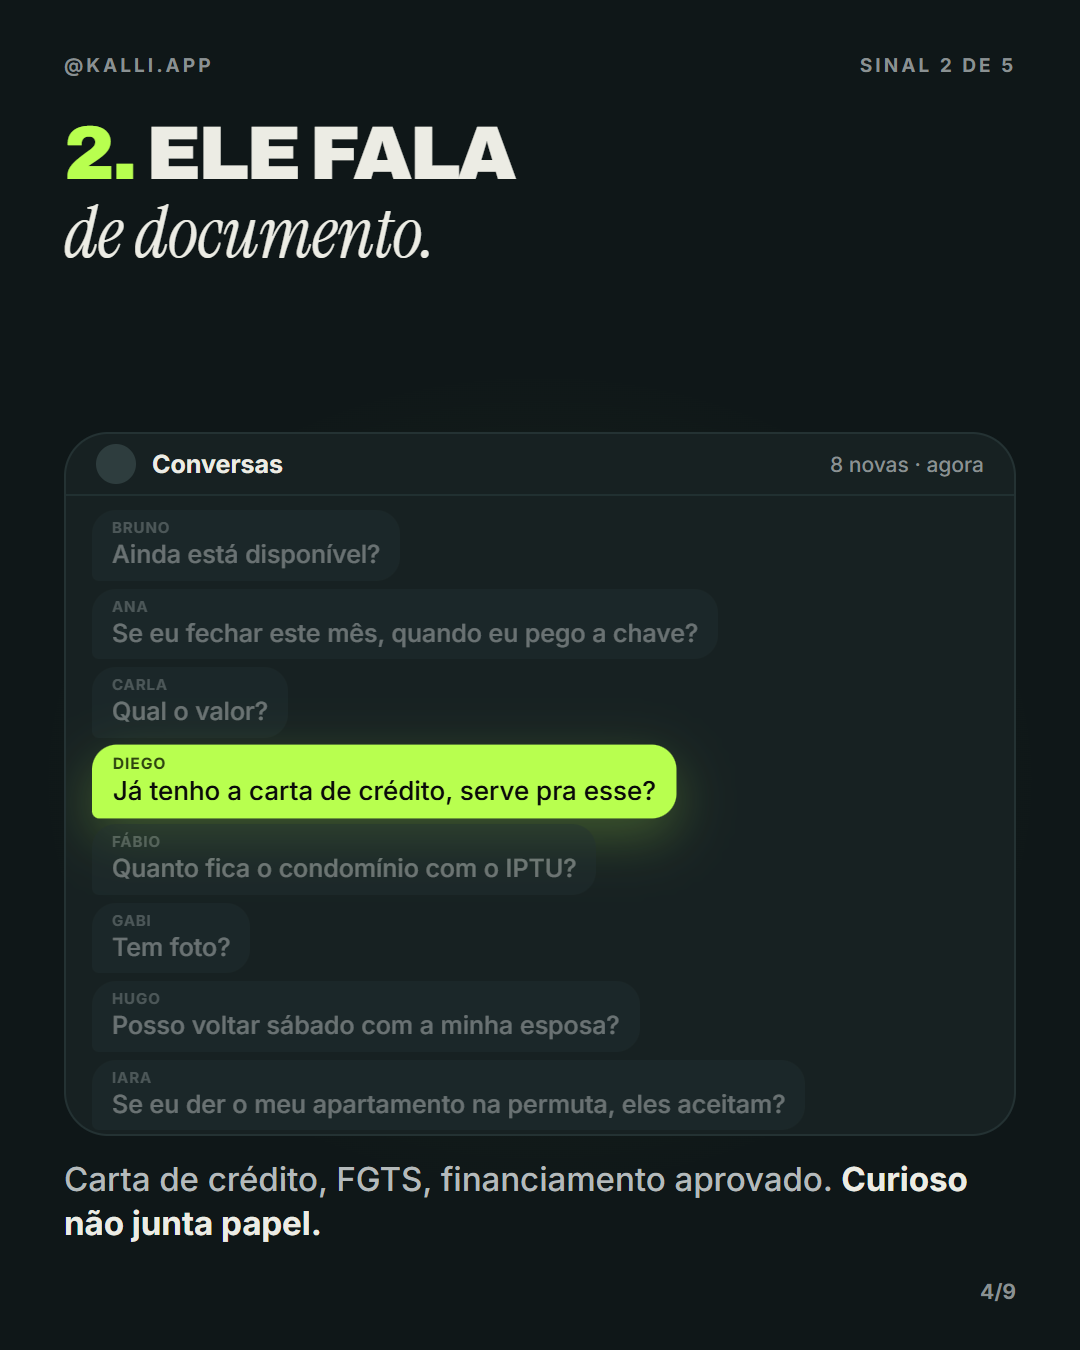 @KALLI.APP
SINAL 2 DE 5
2. ELE FALA
de documento.
Conversas
8 novas · agora
BRUNO
Ainda está disponível?
ANA
Se eu fechar este mês, quando eu pego a chave?
CARLA
Qual o valor?
DIEGO
Já tenho a carta de crédito, serve pra esse?
FÁBIO
Quanto fica o condomínio com o IPTU?
GABI
Tem foto?
HUGO
Posso voltar sábado com a minha esposa?
IARA
Se eu der o meu apartamento na permuta, eles aceitam?
Carta de crédito, FGTS, financiamento aprovado. Curioso
não junta papel.
4/9